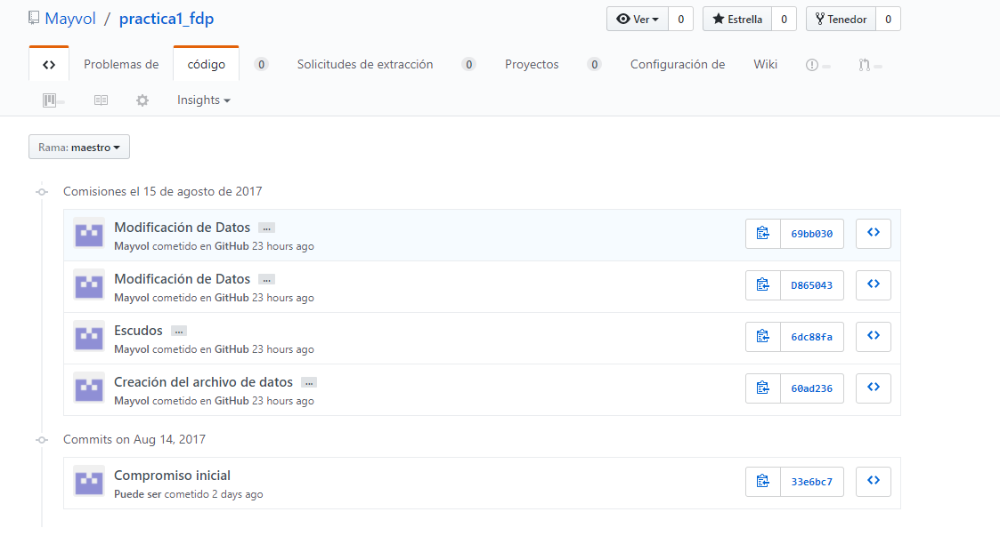 Mayvol / practica1_fdp
Ver 0 Estrella 0 Tenedor 0
Problemas de código 0 Solicitudes de extracción 0 Proyectos 0 Configuración de Wiki
Insights
Rama: maestro
Comisiones el 15 de agosto de 2017
Modificación de Datos ...
Mayvol cometido en GitHub 23 hours ago
69bb030
Modificación de Datos ...
Mayvol cometido en GitHub 23 hours ago
D865043
Escudos ...
Mayvol cometido en GitHub 23 hours ago
6dc88fa
Creación del archivo de datos ...
Mayvol cometido en GitHub 23 hours ago
60ad236
Commits on Aug 14, 2017
Compromiso inicial
Puede ser cometido 2 days ago
33e6bc7